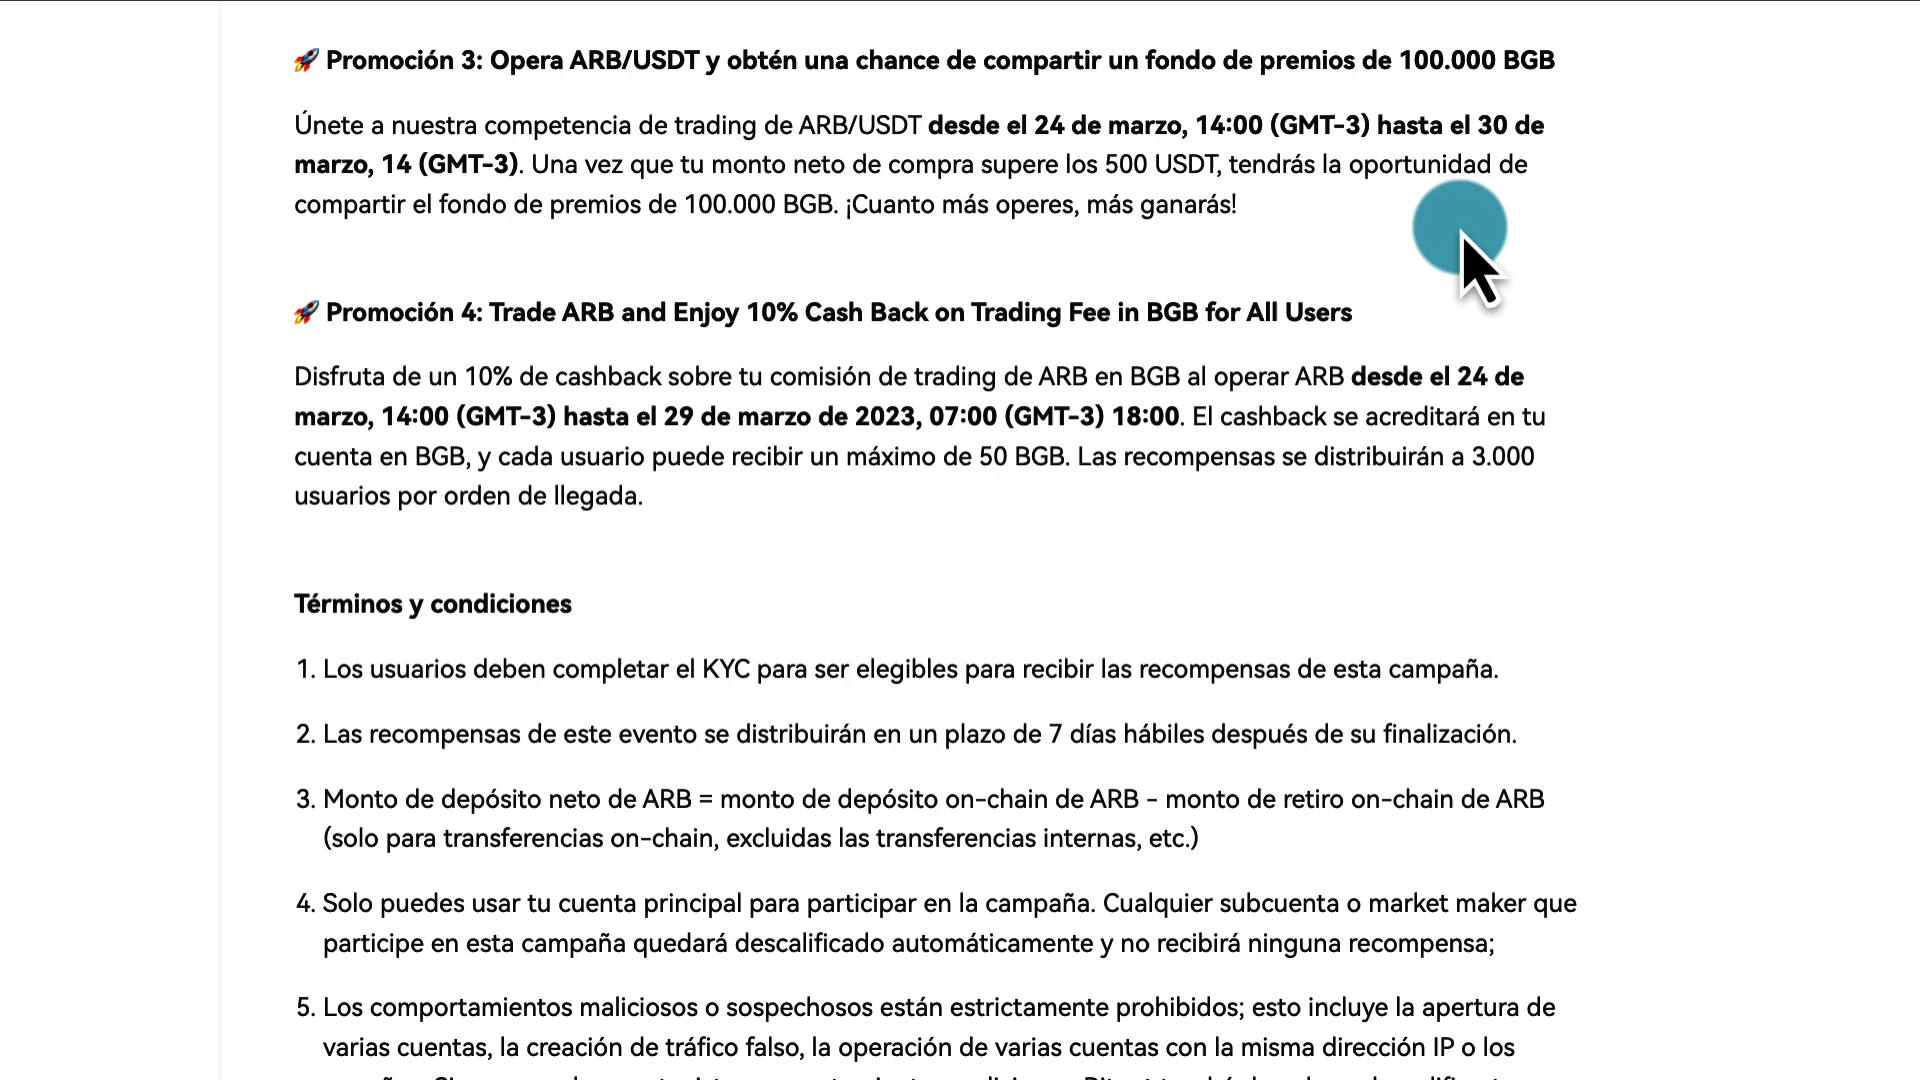 🚀 Promoción 3: Opera ARB/USDT y obtén una chance de compartir un fondo de premios de 100.000 BGB
Únete a nuestra competencia de trading de ARB/USDT desde el 24 de marzo, 14:00 (GMT-3) hasta el 30 de
marzo, 14 (GMT-3). Una vez que tu monto neto de compra supere los 500 USDT, tendrás la oportunidad de
compartir el fondo de premios de 100.000 BGB. ¡Cuanto más operes, más ganarás!
🚀 Promoción 4: Trade ARB and Enjoy 10% Cash Back on Trading Fee in BGB for All Users
Disfruta de un 10% de cashback sobre tu comisión de trading de ARB en BGB al operar ARB desde el 24 de
marzo, 14:00 (GMT-3) hasta el 29 de marzo de 2023, 07:00 (GMT-3) 18:00. El cashback se acreditará en tu
cuenta en BGB, y cada usuario puede recibir un máximo de 50 BGB. Las recompensas se distribuirán a 3.000
usuarios por orden de llegada.
Términos y condiciones
1. Los usuarios deben completar el KYC para ser elegibles para recibir las recompensas de esta campaña.
2. Las recompensas de este evento se distribuirán en un plazo de 7 días hábiles después de su finalización.
3. Monto de depósito neto de ARB = monto de depósito on-chain de ARB - monto de retiro on-chain de ARB
(solo para transferencias on-chain, excluidas las transferencias internas, etc.)
4. Solo puedes usar tu cuenta principal para participar en la campaña. Cualquier subcuenta o market maker que
participe en esta campaña quedará descalificado automáticamente y no recibirá ninguna recompensa;
5. Los comportamientos maliciosos o sospechosos están estrictamente prohibidos; esto incluye la apertura de
varias cuentas, la creación de tráfico falso, la operación de varias cuentas con la misma dirección IP o los